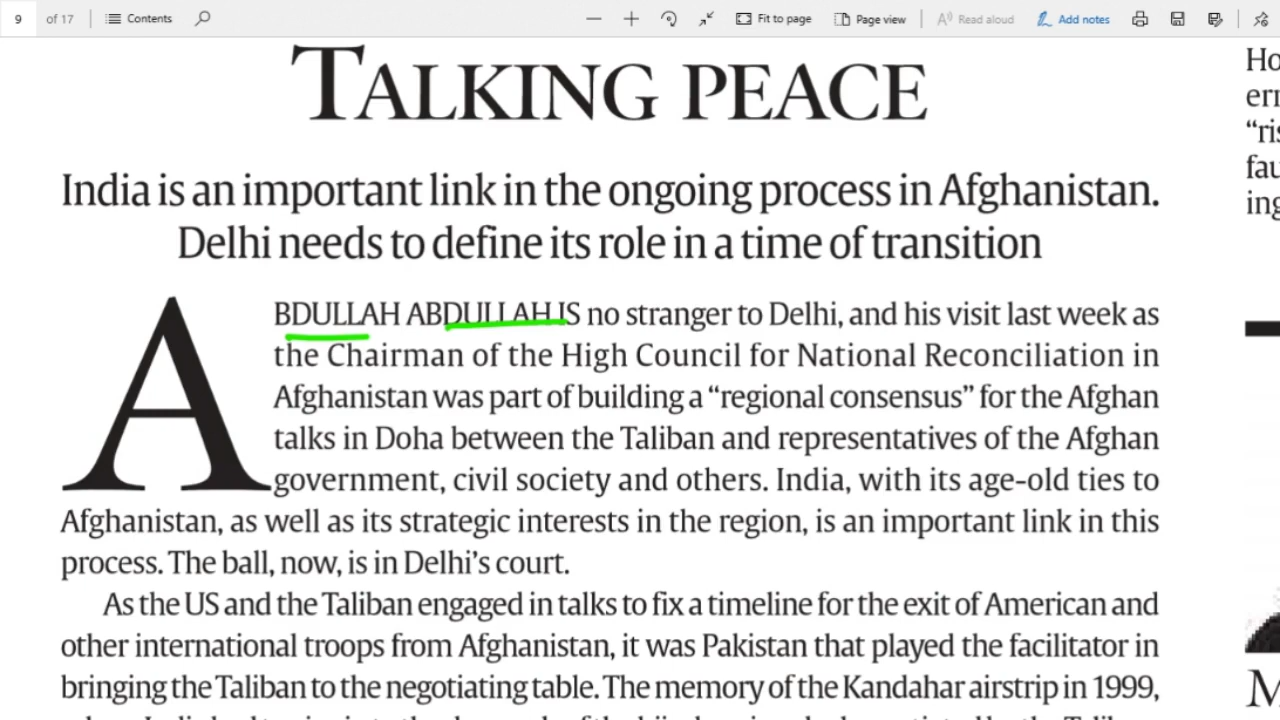 9 of 17 Contents Fit to page Page view Read aloud Add notes
TALKING PEACE
India is an important link in the ongoing process in Afghanistan.
Delhi needs to define its role in a time of transition
ABDULLAH ABDULLAH IS no stranger to Delhi, and his visit last week as
the Chairman of the High Council for National Reconciliation in
Afghanistan was part of building a “regional consensus” for the Afghan
talks in Doha between the Taliban and representatives of the Afghan
government, civil society and others. India, with its age-old ties to
Afghanistan, as well as its strategic interests in the region, is an important link in this
process. The ball, now, is in Delhi’s court.
As the US and the Taliban engaged in talks to fix a timeline for the exit of American and
other international troops from Afghanistan, it was Pakistan that played the facilitator in
bringing the Taliban to the negotiating table. The memory of the Kandahar airstrip in 1999,
Ho
err
“ris
fau
ing
M